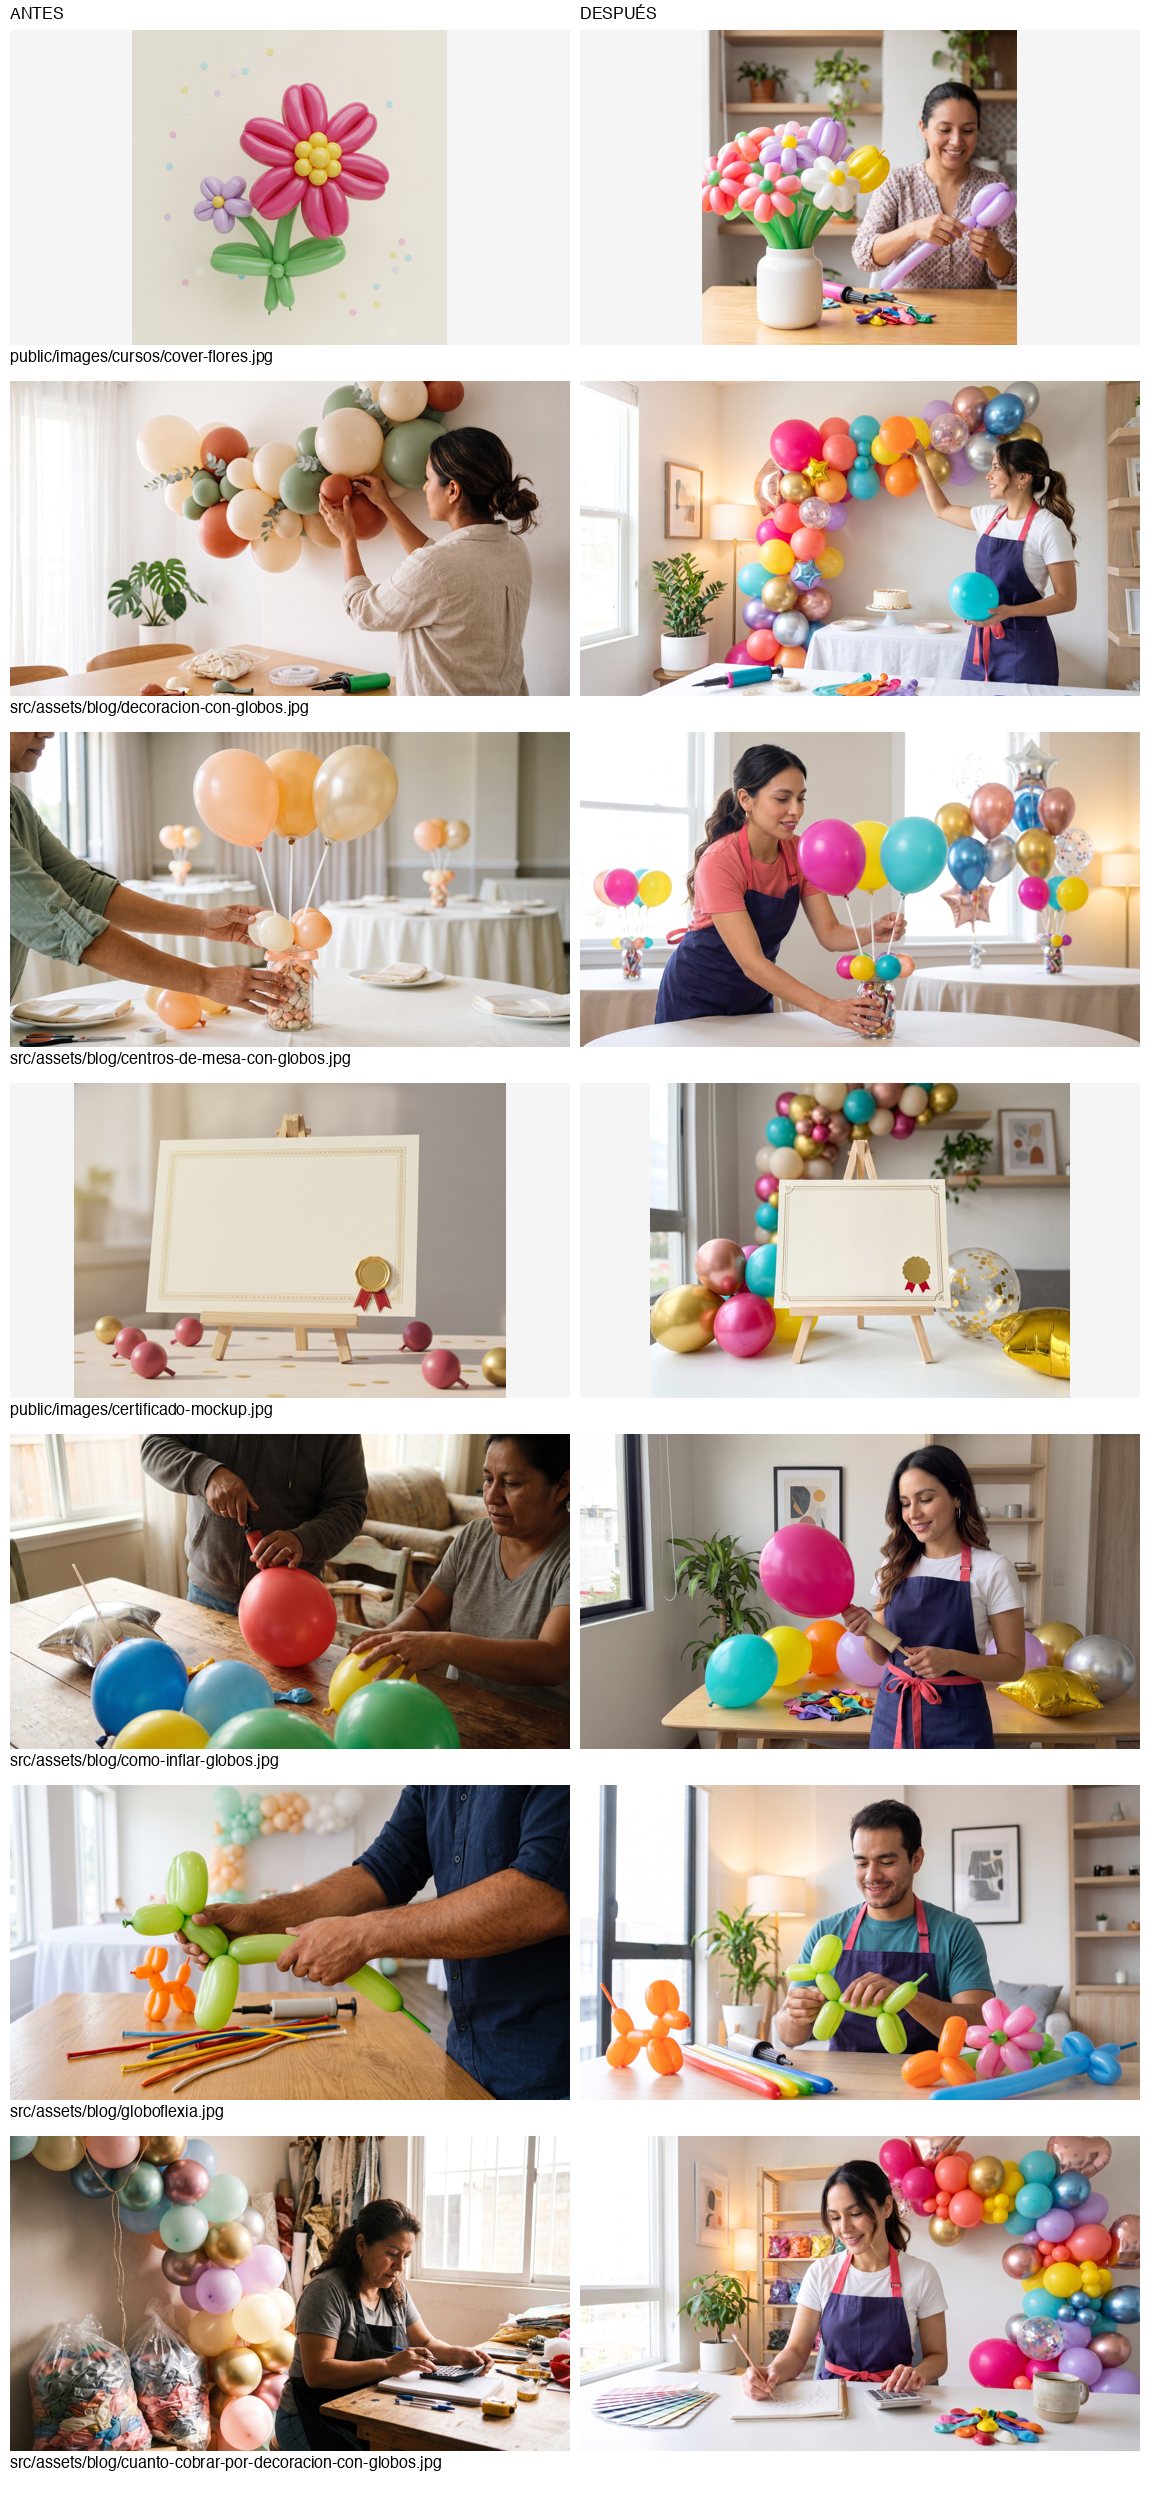 ANTES
DESPUÉS
public/images/cursos/cover-flores.jpg
src/assets/blog/decoracion-con-globos.jpg
src/assets/blog/centros-de-mesa-con-globos.jpg
public/images/certificado-mockup.jpg
src/assets/blog/como-inflar-globos.jpg
src/assets/blog/globoflexia.jpg
src/assets/blog/cuanto-cobrar-por-decoracion-con-globos.jpg